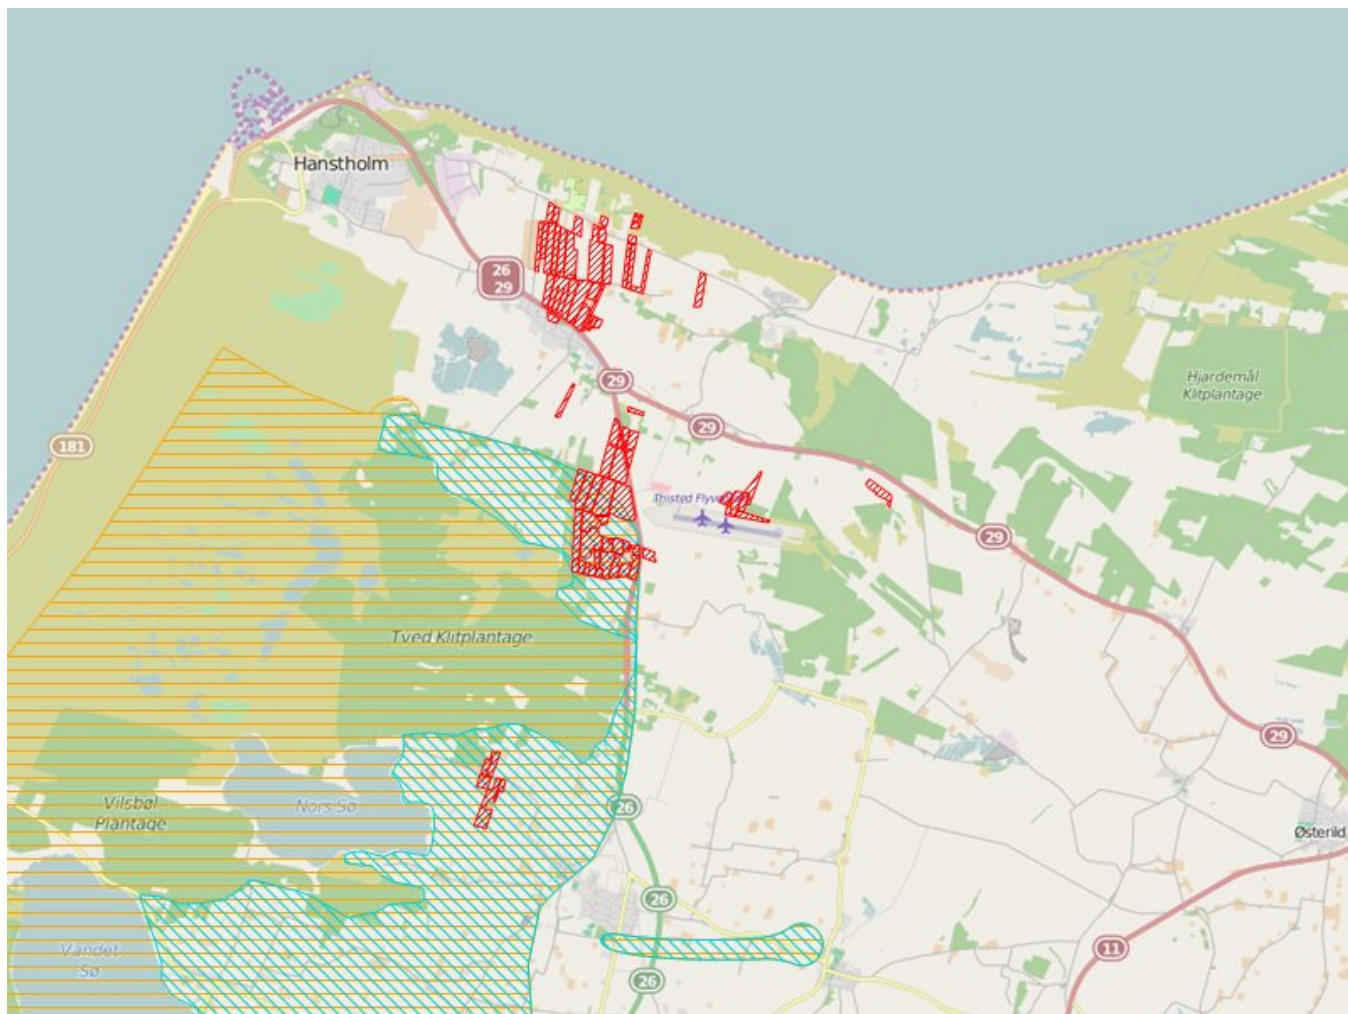 Hanstholm
26
29
Hjardemål
Klitplantage
29
181
29
Thisted Flyve
29
Tved Klitplantage
29
Vilsbøl
Plantage
Nors Sø
26
Østerild
26
Vandet
Sø
11
26